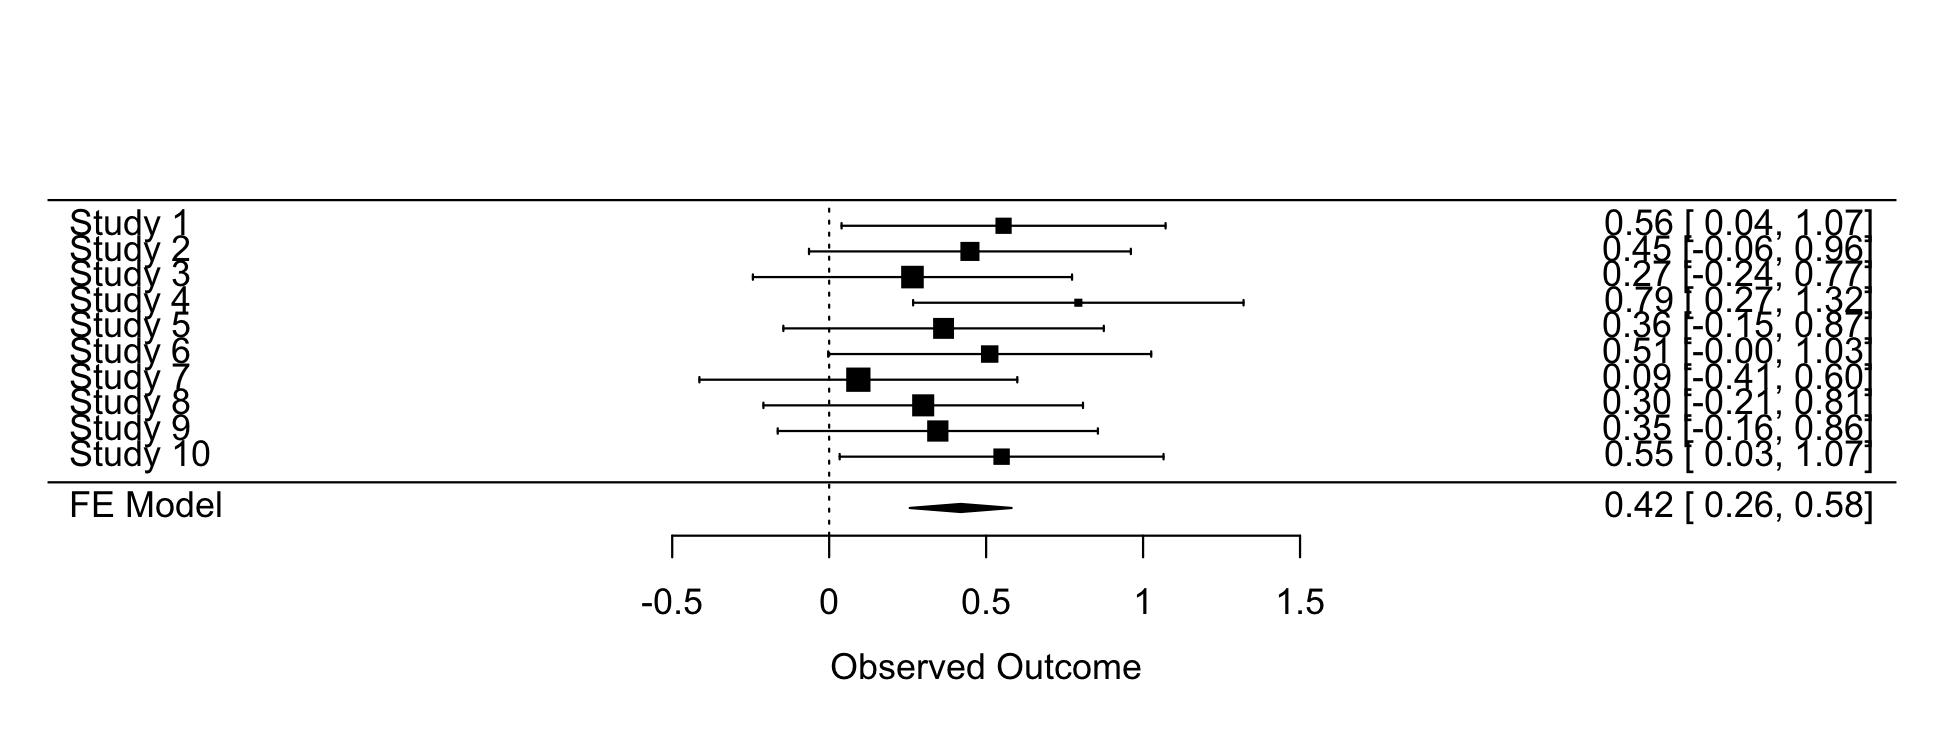 Study 1 0.56 [ 0.04, 1.07]
Study 2 0.45 [-0.06, 0.96]
Study 3 0.27 [-0.24, 0.77]
Study 4 0.79 [ 0.27, 1.32]
Study 5 0.36 [-0.15, 0.87]
Study 6 0.51 [-0.00, 1.03]
Study 7 0.09 [-0.41, 0.60]
Study 8 0.30 [-0.21, 0.81]
Study 9 0.35 [-0.16, 0.86]
Study 10 0.55 [ 0.03, 1.07]
FE Model 0.42 [ 0.26, 0.58]
-0.5 0 0.5 1 1.5
Observed Outcome